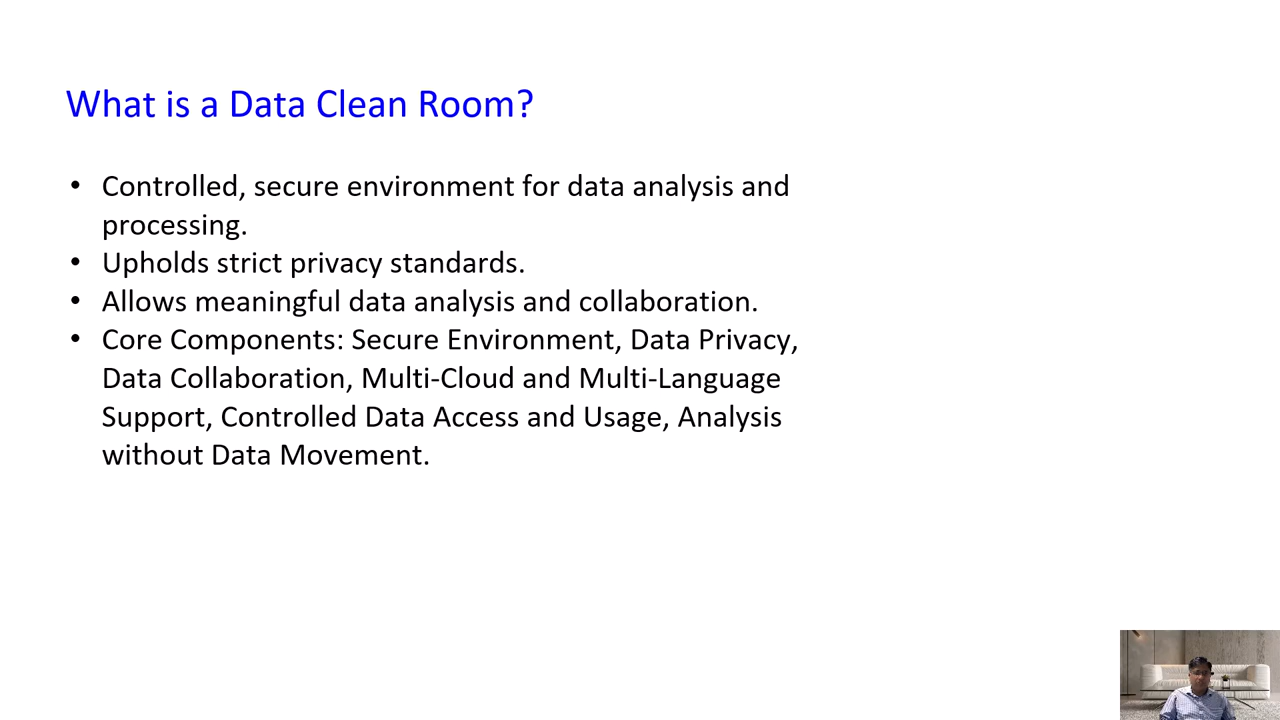 What is a Data Clean Room?
• Controlled, secure environment for data analysis and
processing.
• Upholds strict privacy standards.
• Allows meaningful data analysis and collaboration.
• Core Components: Secure Environment, Data Privacy,
Data Collaboration, Multi-Cloud and Multi-Language
Support, Controlled Data Access and Usage, Analysis
without Data Movement.